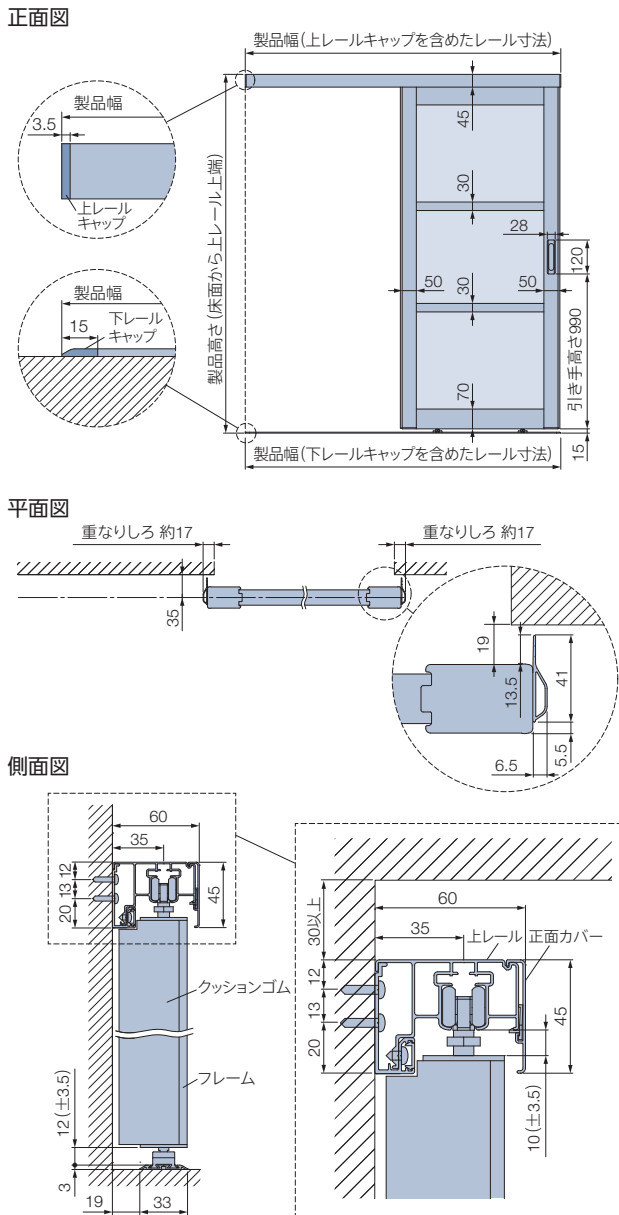 正面図
製品幅(上レールキャップを含めたレール寸法)
製品幅
3.5
上レール
キャップ
製品高さ(床面から上レール上端)
45
30
28
120
50
30
50
引き手高さ990
製品幅
15
下レール
キャップ
70
15
製品幅(下レールキャップを含めたレール寸法)
平面図
重なりしろ 約17
重なりしろ 約17
35
19
13.5
41
6.5
5.5
側面図
60
35
12
13
20
45
クッションゴム
フレーム
12(±3.5)
3
19
33
30以上
60
35
上レール
正面カバー
12
13
20
45
10(±3.5)